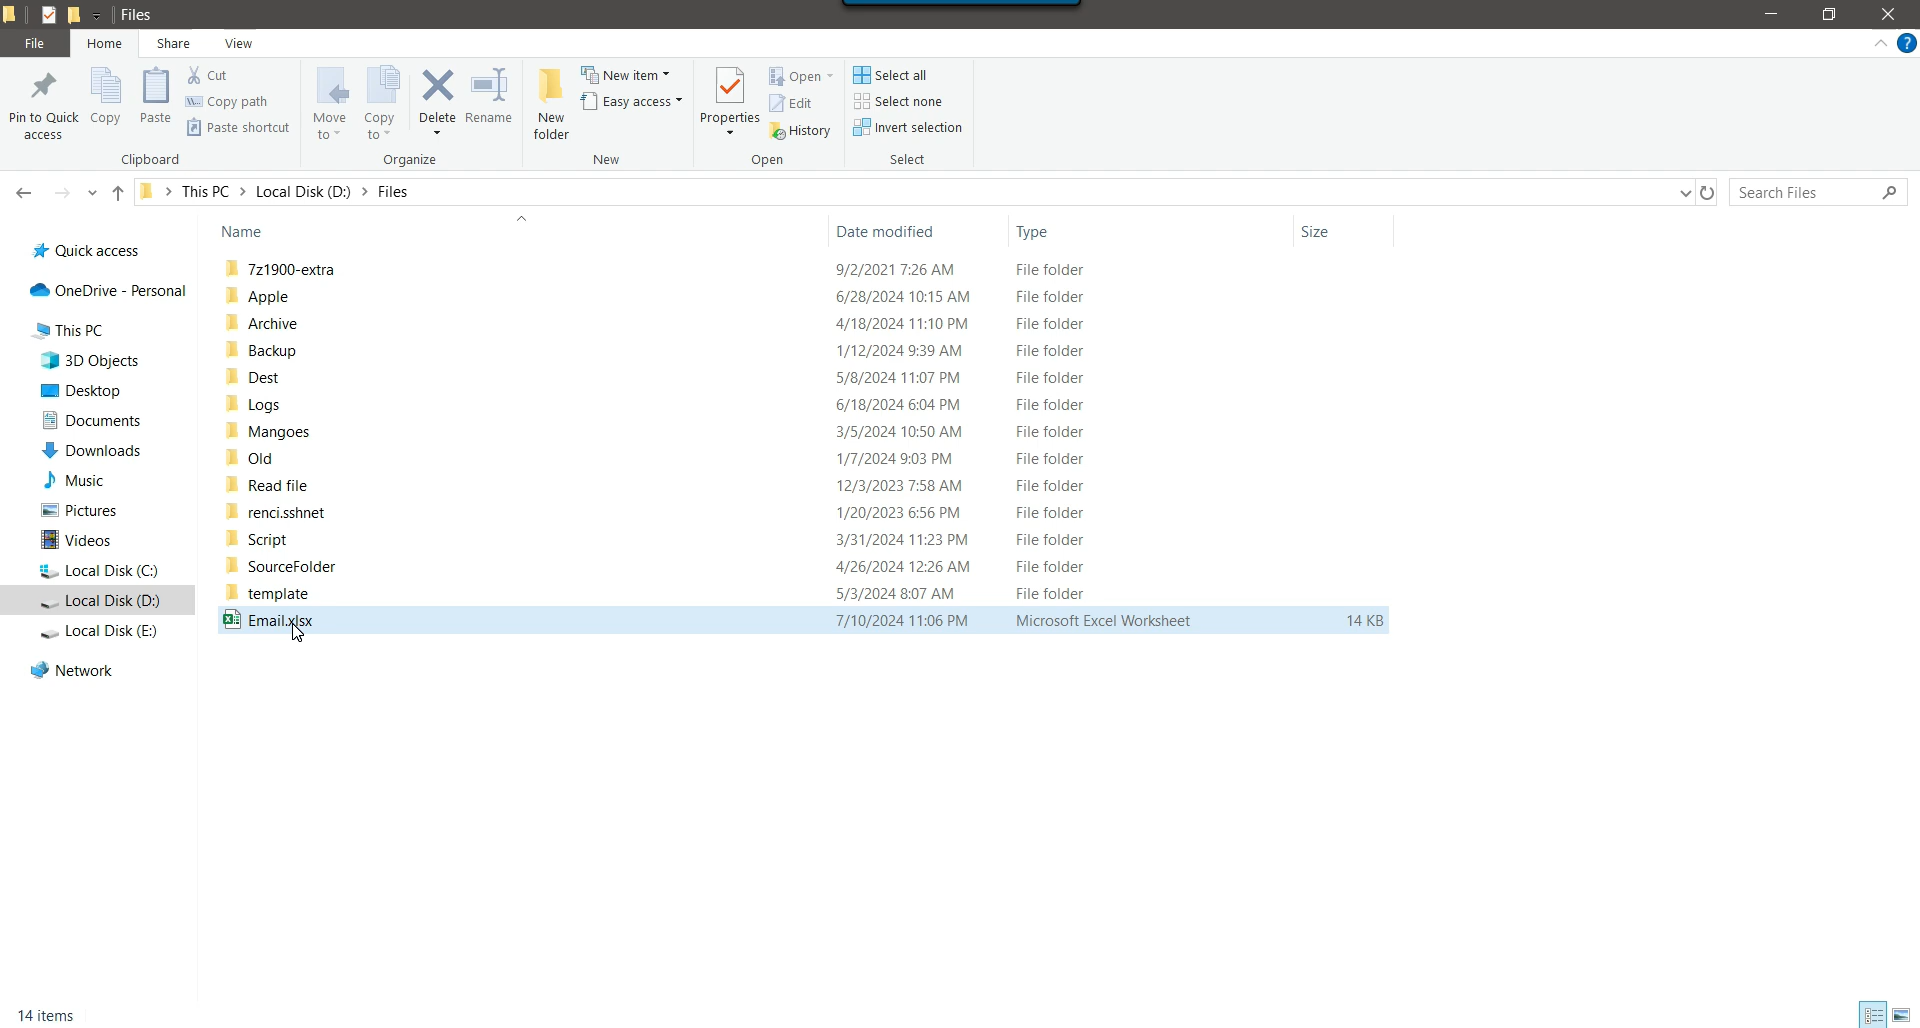 Files
File Home Share View
Pin to Quick access
Copy
Paste
Cut
Copy path
Paste shortcut
Clipboard
Move to
Copy to
Delete
Rename
Organize
New folder
New item
Easy access
New
Properties
Open
Edit
History
Open
Select all
Select none
Invert selection
Select
This PC > Local Disk (D:) > Files
Search Files
Quick access
OneDrive - Personal
This PC
3D Objects
Desktop
Documents
Downloads
Music
Pictures
Videos
Local Disk (C:)
Local Disk (D:)
Local Disk (E:)
Network
Name Date modified Type Size
7z1900-extra 9/2/2021 7:26 AM File folder
Apple 6/28/2024 10:15 AM File folder
Archive 4/18/2024 11:10 PM File folder
Backup 1/12/2024 9:39 AM File folder
Dest 5/8/2024 11:07 PM File folder
Logs 6/18/2024 6:04 PM File folder
Mangoes 3/5/2024 10:50 AM File folder
Old 1/7/2024 9:03 PM File folder
Read file 12/3/2023 7:58 AM File folder
renci.sshnet 1/20/2023 6:56 PM File folder
Script 3/31/2024 11:23 PM File folder
SourceFolder 4/26/2024 12:26 AM File folder
template 5/3/2024 8:07 AM File folder
Email.xlsx 7/10/2024 11:06 PM Microsoft Excel Worksheet 14 KB
14 items